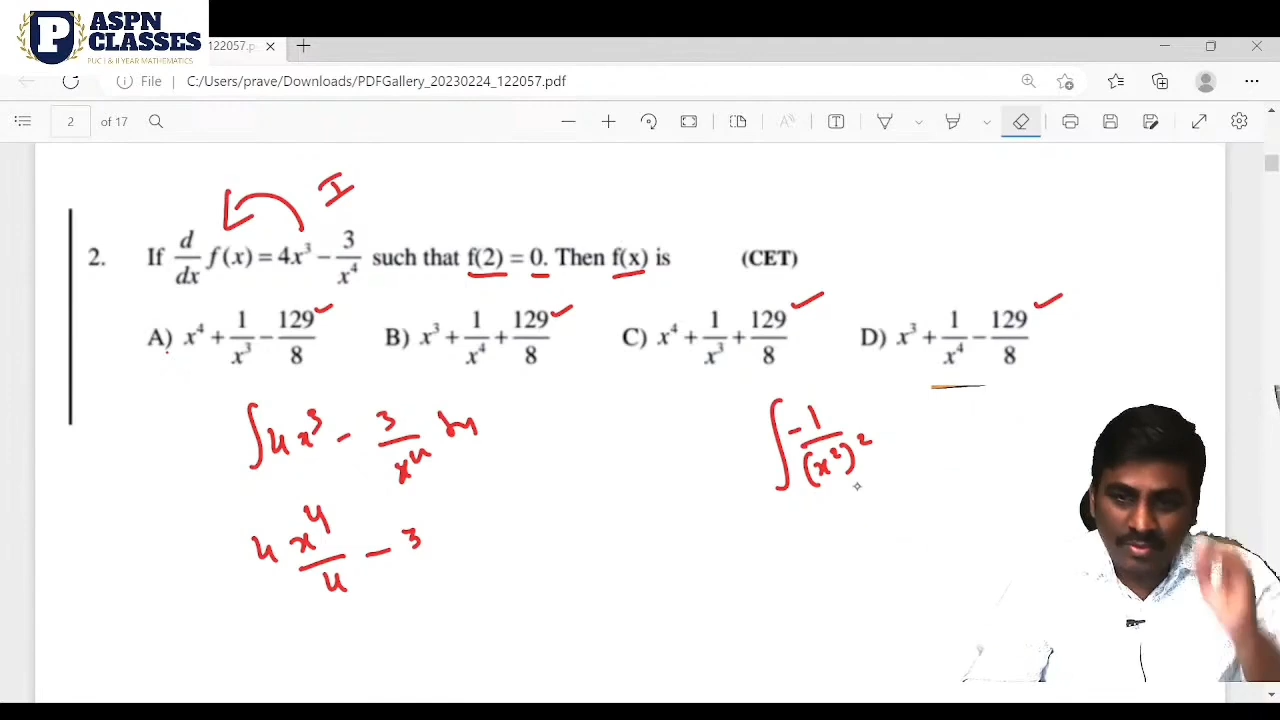 ASPN
CLASSES
PUC I & II YEAR MATHEMATICS
122057.p
File C:/Users/prave/Downloads/PDFGallery_20230224_122057.pdf
2 of 17
I
2. If d/dx f(x) = 4x³ − 3/x⁴ such that f(2) = 0. Then f(x) is (CET)
A) x⁴ + 1/x³ − 129/8 B) x³ + 1/x⁴ + 129/8 C) x⁴ + 1/x³ + 129/8 D) x³ + 1/x⁴ − 129/8
∫4x³ − 3/x⁴ dx ∫ −1/(x²)²
4 x⁴/4 − 3